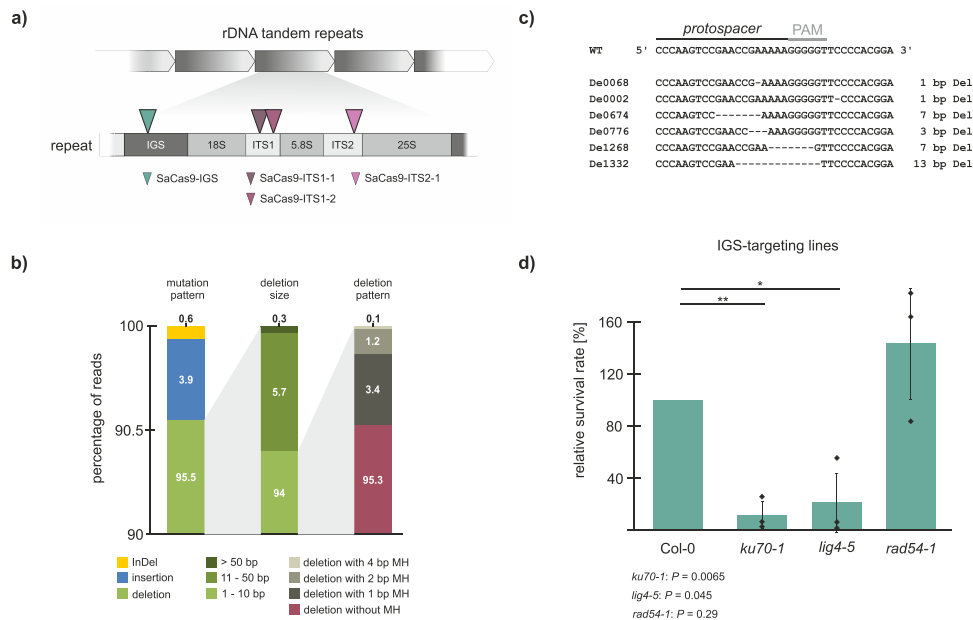 a)
rDNA tandem repeats
repeat
IGS
18S
ITS1
5.8S
ITS2
25S
SaCas9-IGS
SaCas9-ITS1-1
SaCas9-ITS2-1
SaCas9-ITS1-2
b)
mutation pattern
deletion size
deletion pattern
percentage of reads
100
90.5
90
0.6
3.9
95.5
0.3
5.7
94
0.1
1.2
3.4
95.3
InDel
insertion
deletion
> 50 bp
11 - 50 bp
1 - 10 bp
deletion with 4 bp MH
deletion with 2 bp MH
deletion with 1 bp MH
deletion without MH
c)
protospacer PAM
WT 5' CCCAAGTCCGAACCGAAAAAGGGGGTTCCCCACGGA 3'
De0068 CCCAAGTCCGAACCG-AAAAGGGGGTTCCCCACGGA 1 bp Del
De0002 CCCAAGTCCGAACCGAAAAAGGGGGTT-CCCACGGA 1 bp Del
De0674 CCCAAGTCC-------AAAAGGGGGTTCCCCACGGA 7 bp Del
De0776 CCCAAGTCCGAACC---AAAGGGGGTTCCCCACGGA 3 bp Del
De1268 CCCAAGTCCGAACCGAA-------GTTCCCCACGGA 7 bp Del
De1332 CCCAAGTCCGAA-------------TTCCCCACGGA 13 bp Del
d)
IGS-targeting lines
relative survival rate [%]
160
120
80
40
*
**
Col-0
ku70-1
lig4-5
rad54-1
ku70-1: P = 0.0065
lig4-5: P = 0.045
rad54-1: P = 0.29